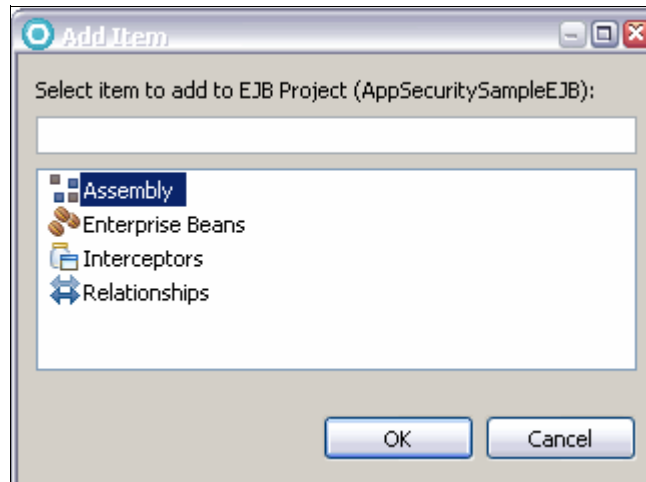 Add Item
Select item to add to EJB Project (AppSecuritySampleEJB):
Assembly
Enterprise Beans
Interceptors
Relationships
OK Cancel